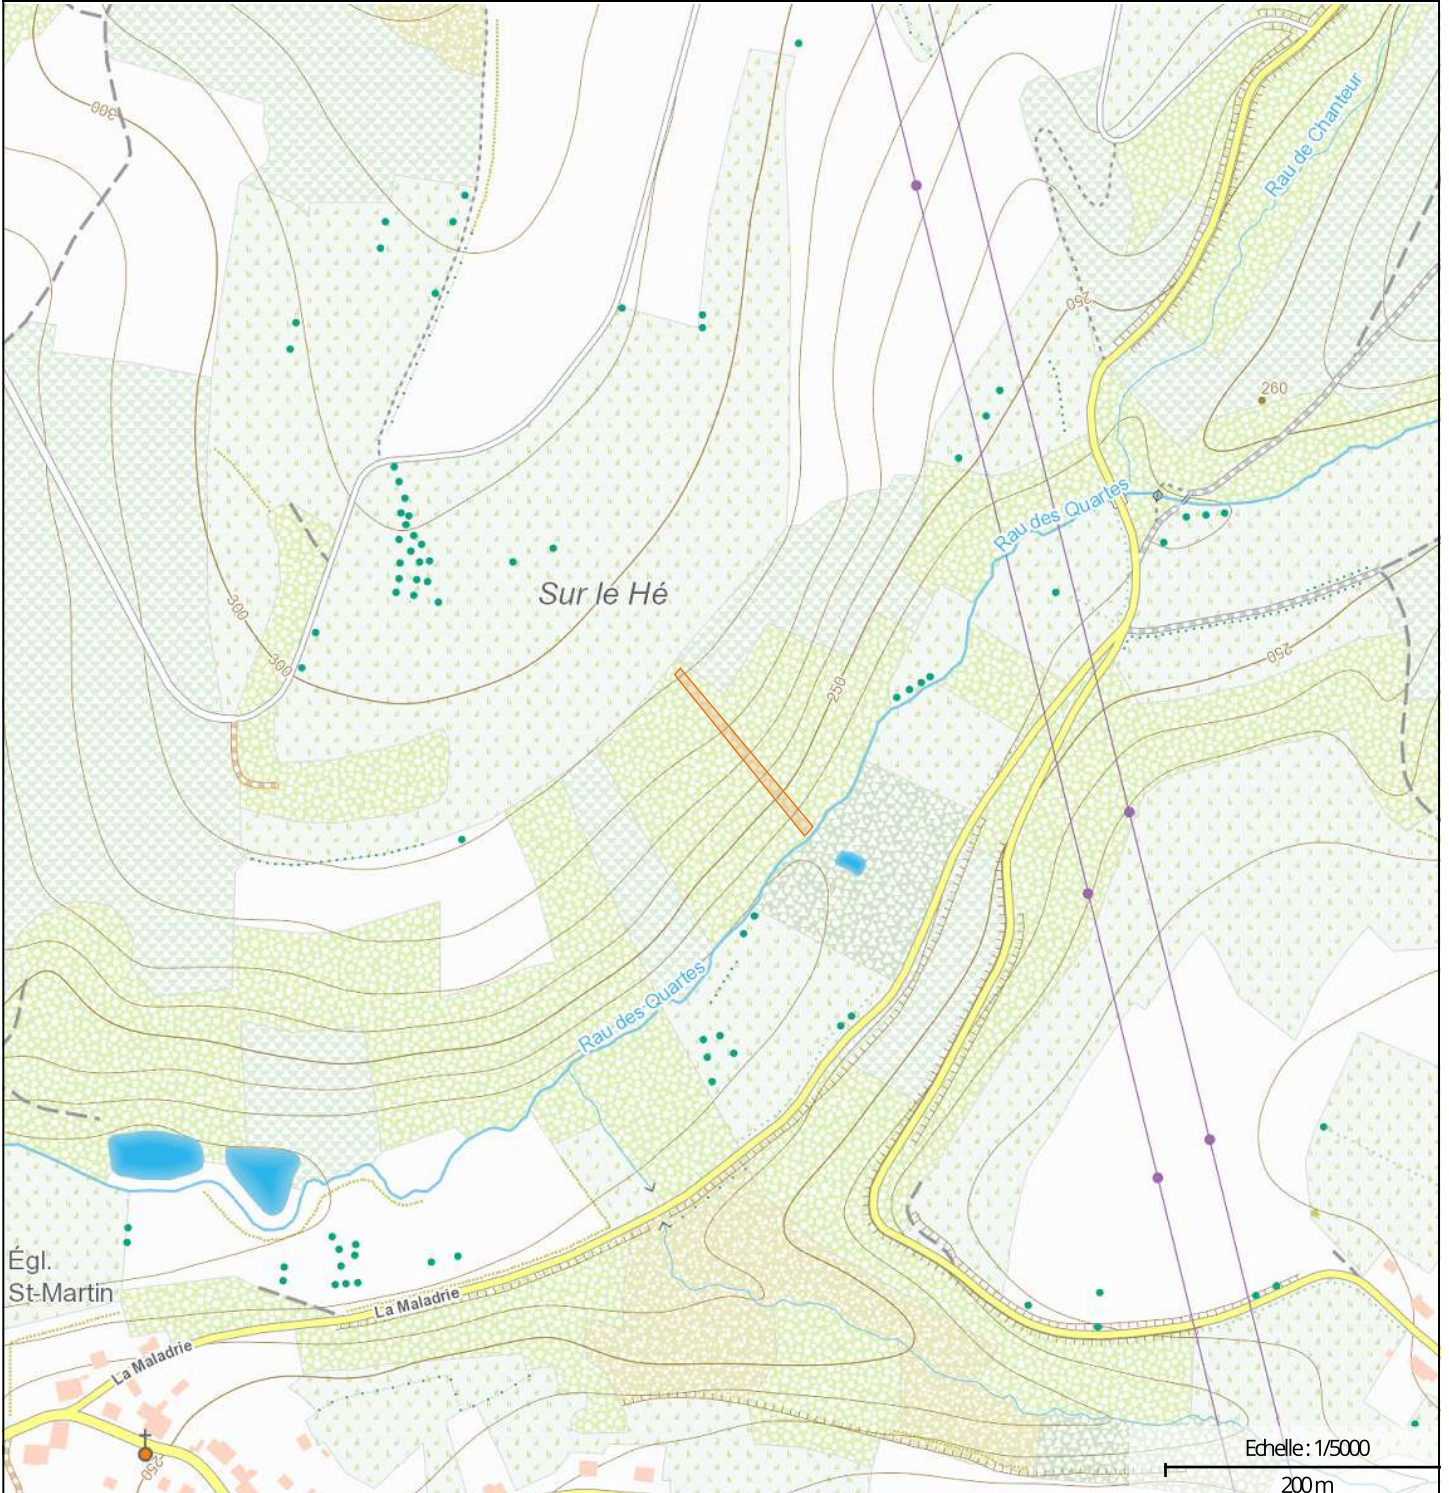 300
Rau de Chanteur
250
260
Rau des Quartes
Sur le Hé
300
300
250
250
Rau des Quartes
Égl.
St-Martin
La Maladrie
La Maladrie
250
Echelle : 1/5000
200 m